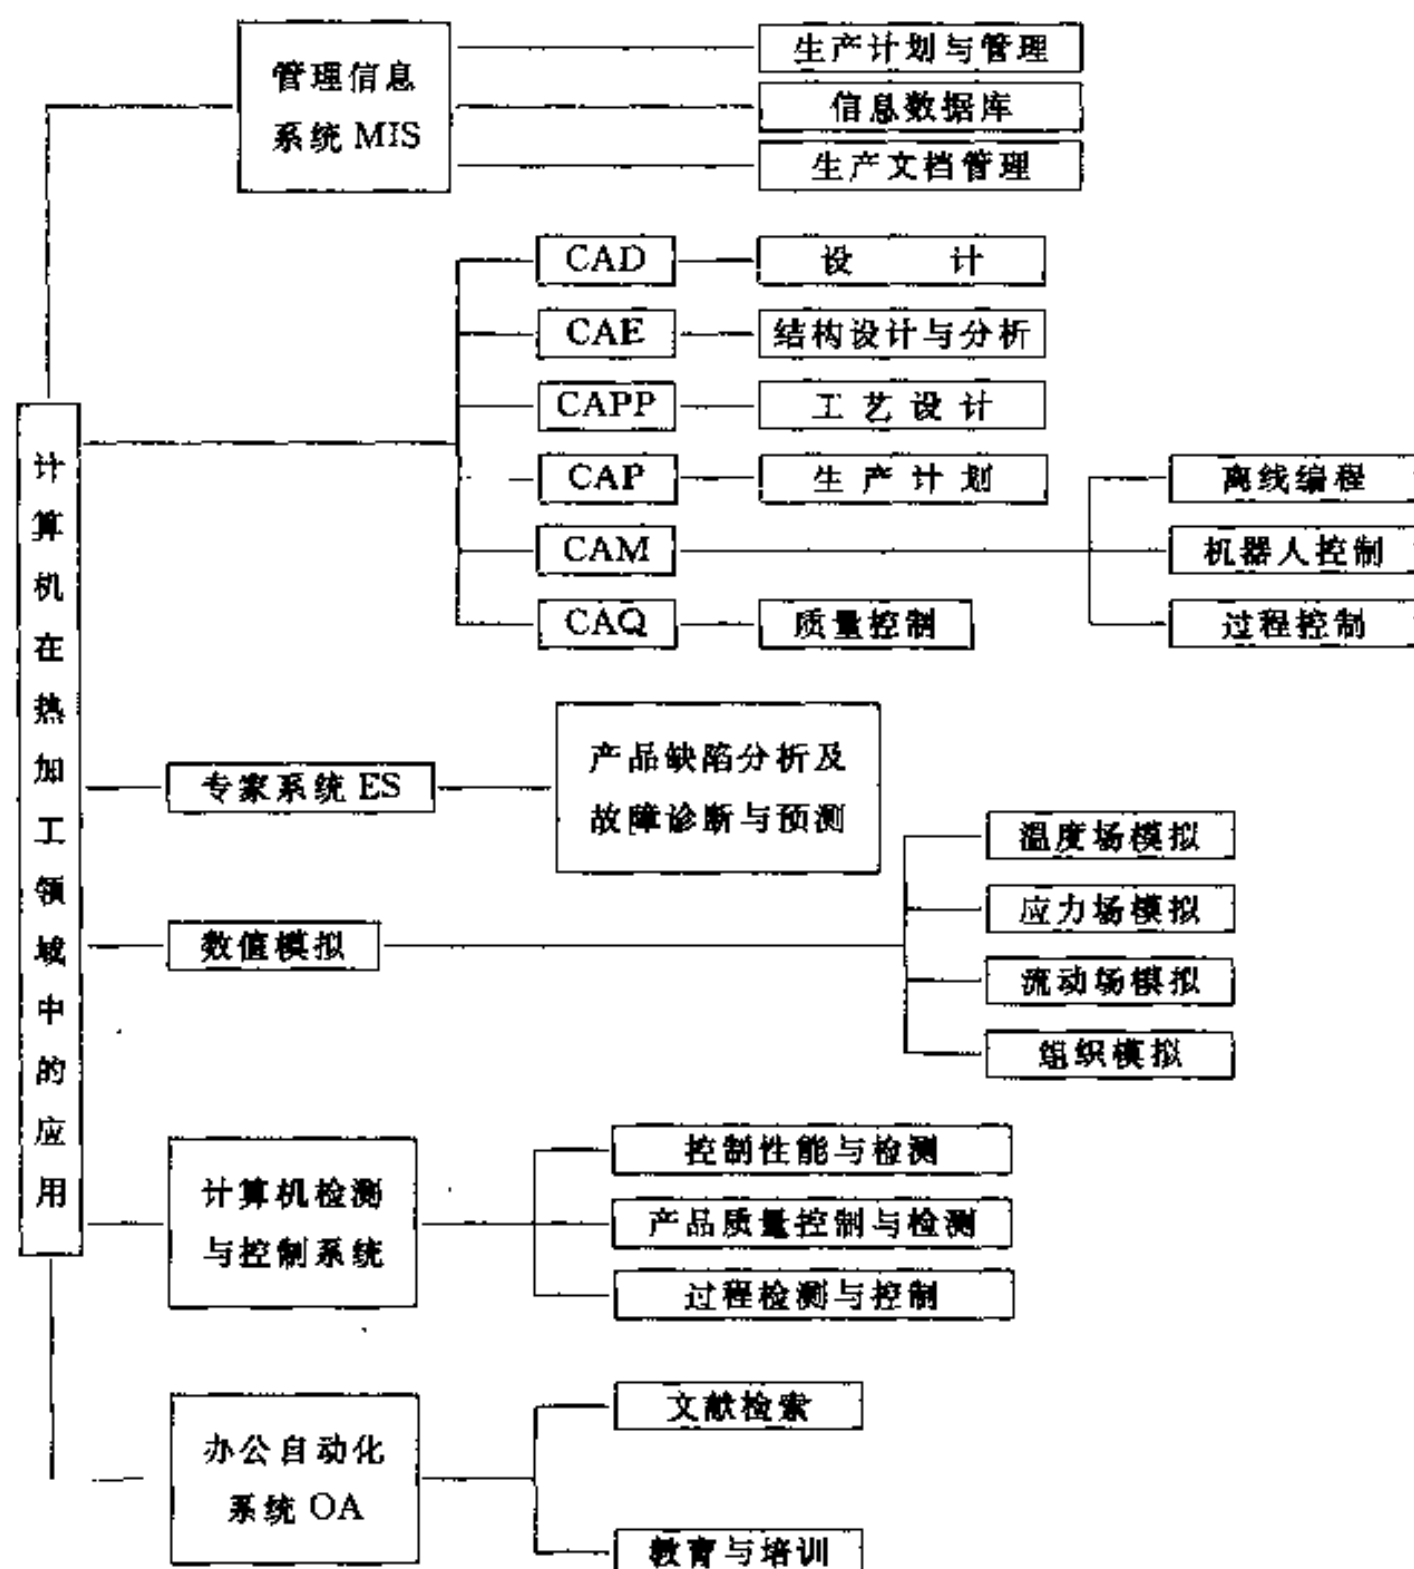 管理信息
系统 MIS
生产计划与管理
信息数据库
生产文档管理
CAD
设 计
CAE
结构设计与分析
CAPP
工艺设计
CAP
生产计划
CAM
离线编程
机器人控制
过程控制
CAQ
质量控制
计算机在热加工领域中的应用
专家系统 ES
产品缺陷分析及
故障诊断与预测
数值模拟
温度场模拟
应力场模拟
流动场模拟
组织模拟
计算机检测
与控制系统
控制性能与检测
产品质量控制与检测
过程检测与控制
办公自动化
系统 OA
文献检索
教育与培训